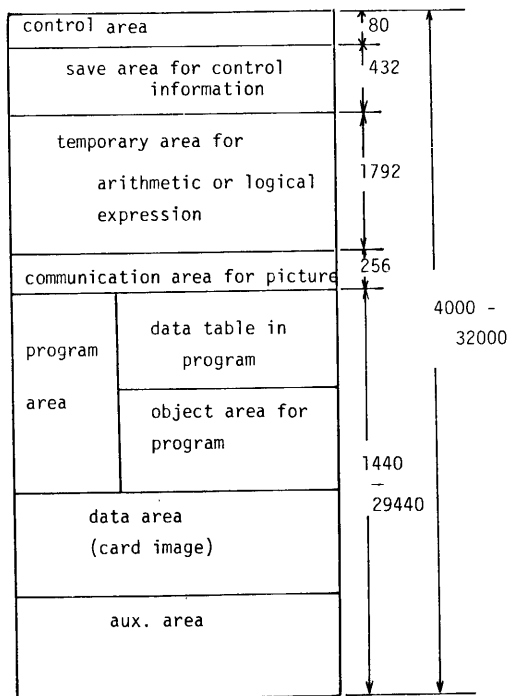 control area
80
save area for control
information
432
temporary area for
arithmetic or logical
expression
1792
communication area for picture
256
program
area
data table in
program
object area for
program
data area
(card image)
aux. area
1440
-
29440
4000 -
32000